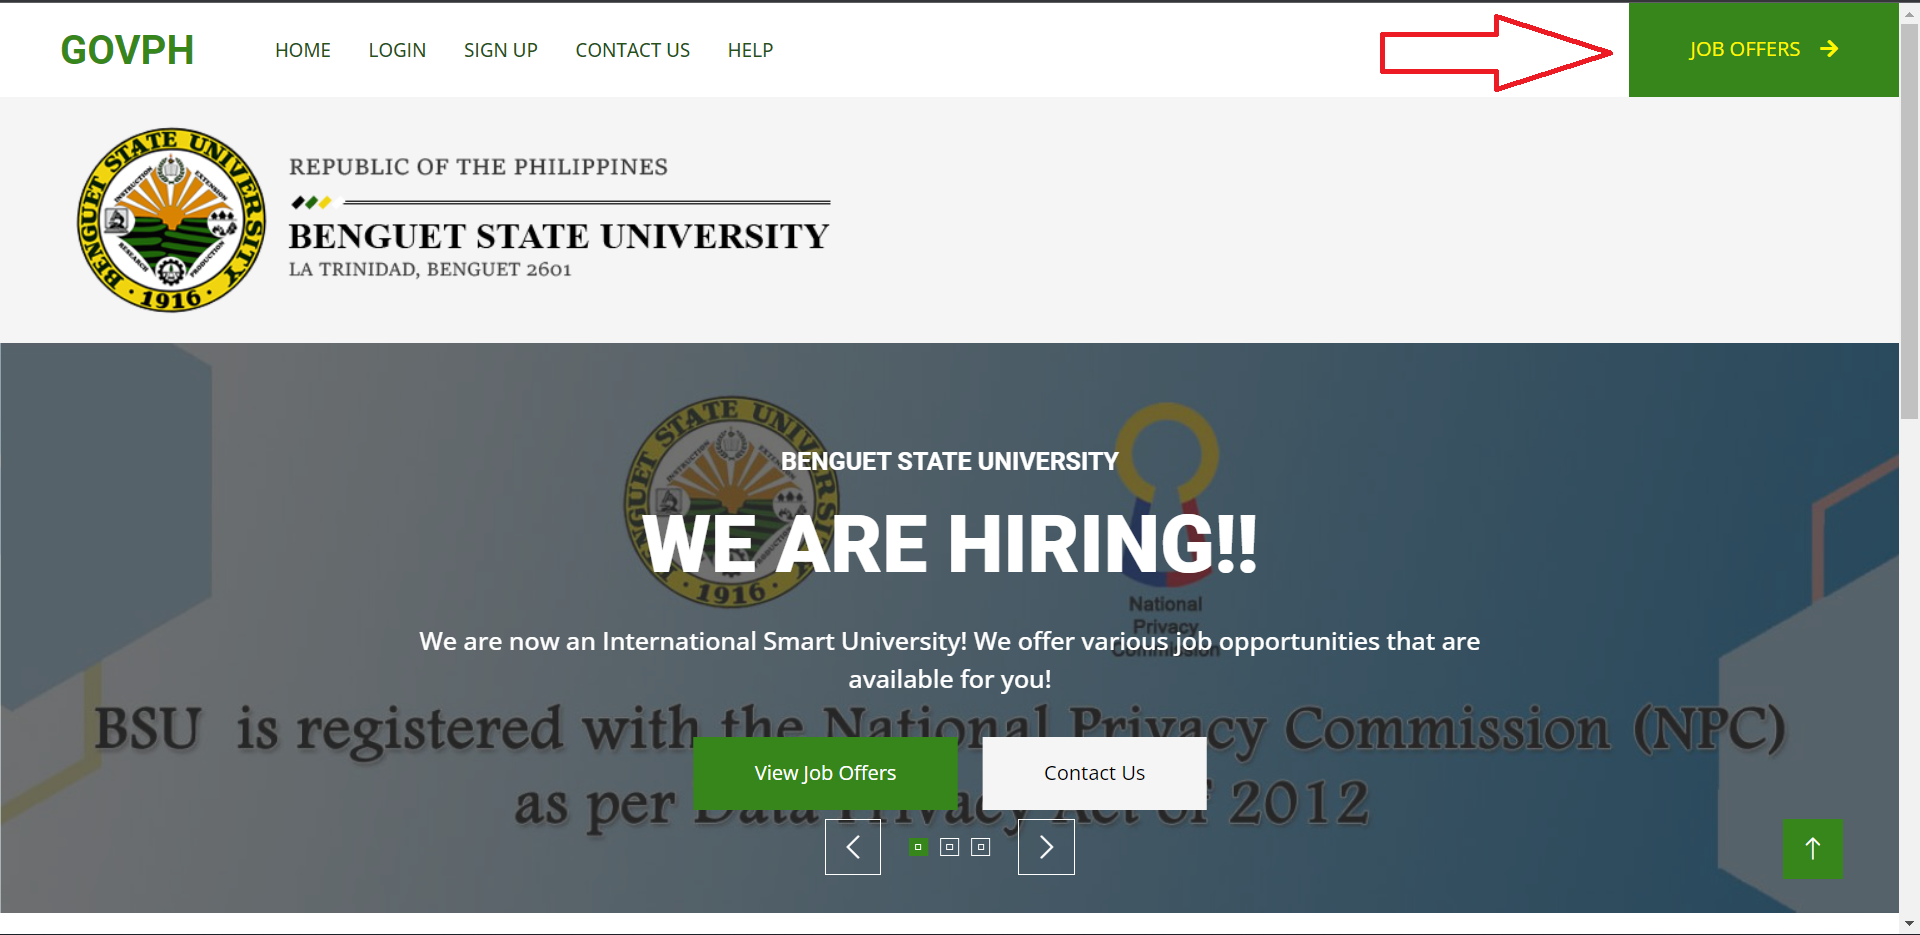 GOVPH
HOME LOGIN SIGN UP CONTACT US HELP
JOB OFFERS
BENGUET STATE UNIVERSITY
INSTRUCTION
EXTENSION
RESEARCH
PRODUCTION
1916
REPUBLIC OF THE PHILIPPINES
BENGUET STATE UNIVERSITY
LA TRINIDAD, BENGUET 2601
BENGUET STATE UNIVERSITY
1916
BENGUET STATE UNIVERSITY
WE ARE HIRING!!
National
Privacy
Commission
We are now an International Smart University! We offer various job opportunities that are
available for you!
BSU is registered with the National Privacy Commission (NPC)
as per Data Privacy Act of 2012
View Job Offers
Contact Us